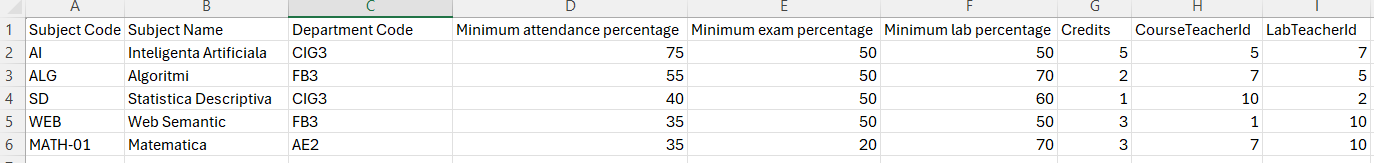 A B C D E F G H I
1 Subject Code Subject Name Department Code Minimum attendance percentage Minimum exam percentage Minimum lab percentage Credits CourseTeacherId LabTeacherId
2 AI Inteligenta Artificiala CIG3 75 50 50 5 5 7
3 ALG Algoritmi FB3 55 50 70 2 7 5
4 SD Statistica Descriptiva CIG3 40 50 60 1 10 2
5 WEB Web Semantic FB3 35 50 50 3 1 10
6 MATH-01 Matematica AE2 35 20 70 3 7 10